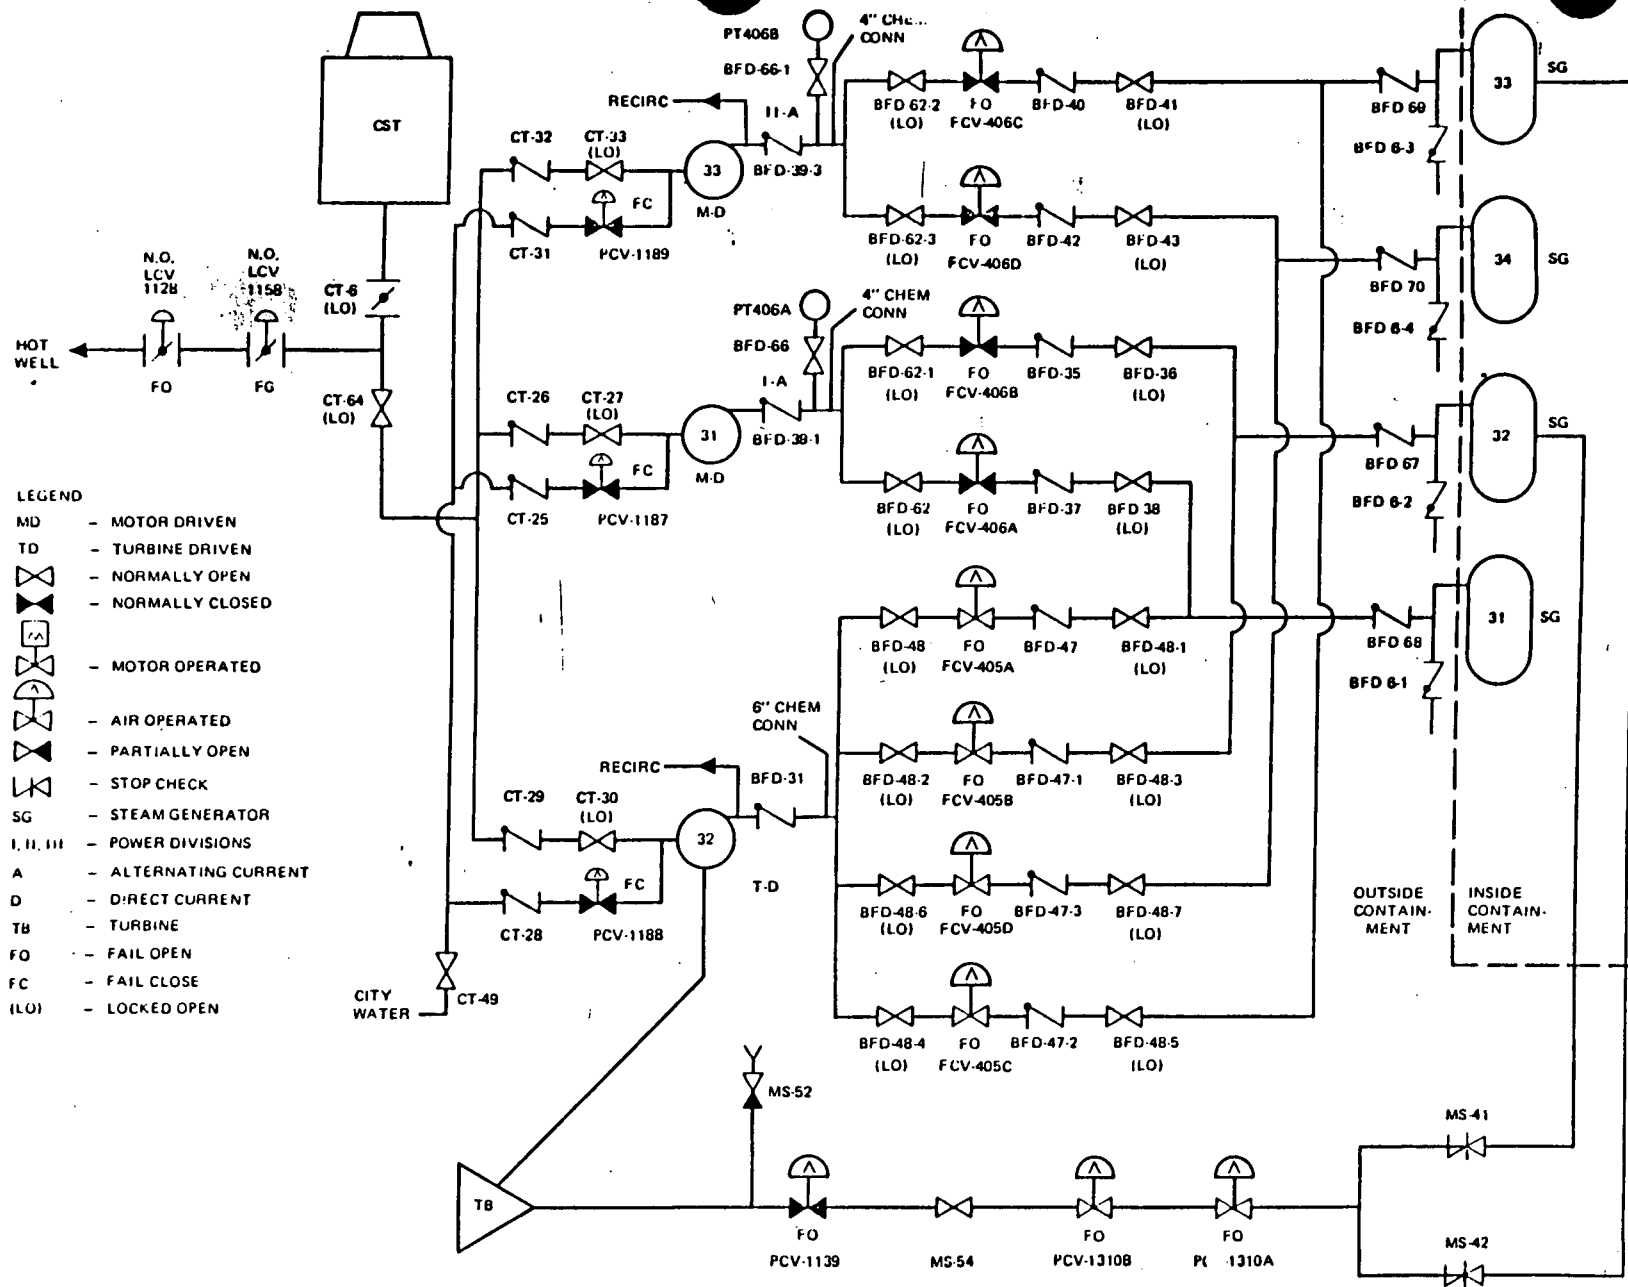 PT406B
4" CHE
CONN
BFD-66-1
RECIRC
II-A
CST
CT-32
CT-33
(LO)
33
M-D
BFD-39-3
FC
CT-31
PCV-1189
BFD 62-2
(LO)
FO
FCV-406C
BFD-40
BFD-41
(LO)
BFD 69
BFD 6-3
33
SG
BFD-62-3
(LO)
FO
FCV-406D
BFD-42
BFD-43
(LO)
BFD 70
BFD 6-4
34
SG
N.O.
LCV
1128
FO
N.O.
LCV
1158
FG
CT-6
(LO)
HOT
WELL
CT-64
(LO)
PT406A
4" CHEM
CONN
BFD-66
I-A
CT-26
CT-27
(LO)
31
M-D
BFD-39-1
FC
CT-25
PCV-1187
BFD-62-1
(LO)
FO
FCV-406B
BFD-35
BFD-36
(LO)
BFD 67
BFD 6-2
32
SG
BFD-62
(LO)
FO
FCV-406A
BFD-37
BFD 38
(LO)
LEGEND
MD – MOTOR DRIVEN
TD – TURBINE DRIVEN
– NORMALLY OPEN
– NORMALLY CLOSED
– MOTOR OPERATED
– AIR OPERATED
– PARTIALLY OPEN
– STOP CHECK
SG – STEAM GENERATOR
I, II, III – POWER DIVISIONS
A – ALTERNATING CURRENT
D – DIRECT CURRENT
TB – TURBINE
FO – FAIL OPEN
FC – FAIL CLOSE
(LO) – LOCKED OPEN
BFD-48
(LO)
FO
FCV-405A
BFD-47
BFD-48-1
(LO)
BFD 68
BFD 6-1
31
SG
6" CHEM
CONN
RECIRC
BFD-31
CT-29
CT-30
(LO)
32
T-D
FC
CT-28
PCV-1188
BFD-48-2
(LO)
FO
FCV-405B
BFD-47-1
BFD-48-3
(LO)
BFD-48-6
(LO)
FO
FCV-405D
BFD-47-3
BFD-48-7
(LO)
OUTSIDE
CONTAIN-
MENT
INSIDE
CONTAIN-
MENT
CITY
WATER
CT-49
BFD-48-4
(LO)
FO
FCV-405C
BFD-47-2
BFD-48-5
(LO)
MS-52
MS-41
TB
FO
PCV-1139
MS-54
FO
PCV-1310B
FO
1310A
MS-42